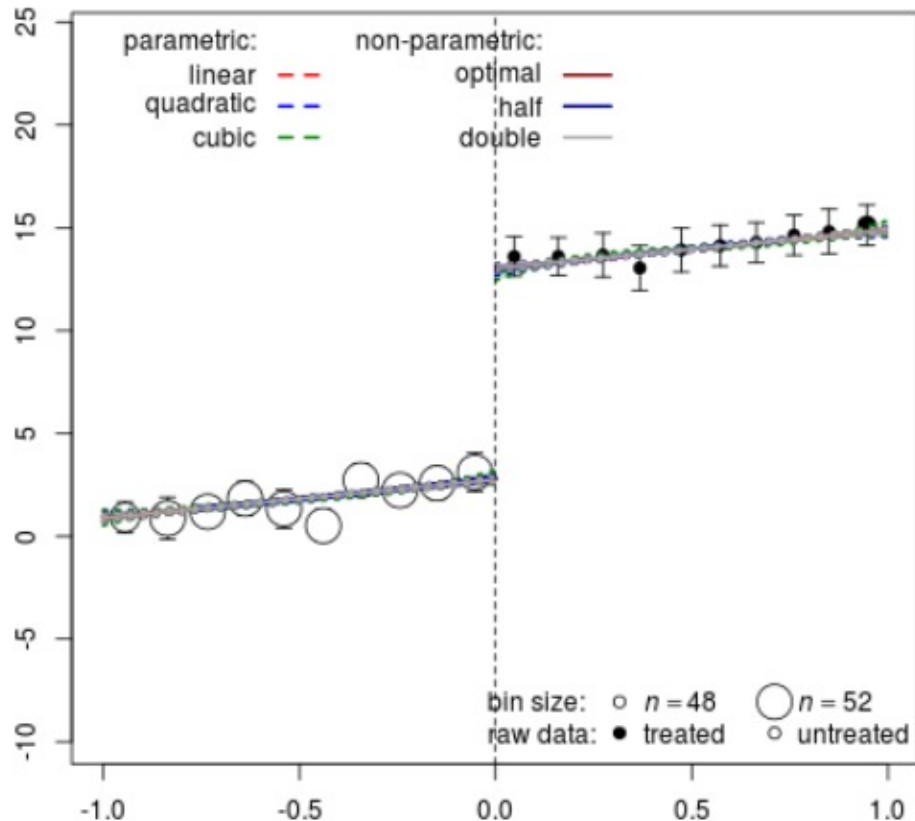 25
20
15
10
5
0
-5
-10
parametric: non-parametric:
linear optimal
quadratic half
cubic double
bin size: n = 48 n = 52
raw data: treated untreated
-1.0 -0.5 0.0 0.5 1.0